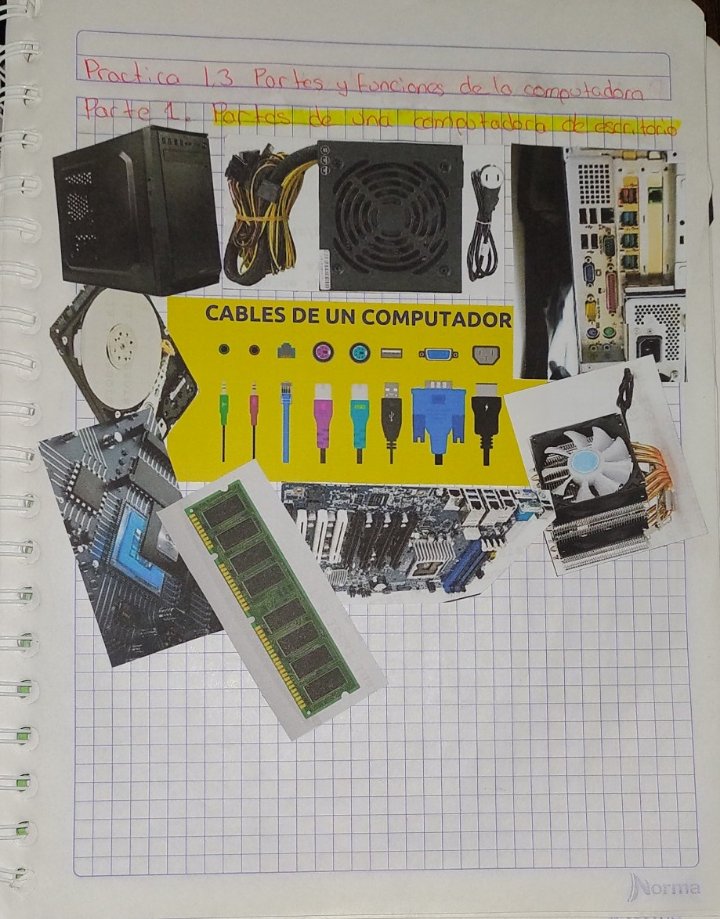 Practica 1.3 Partes y funciones de la computadora
Parte 1. Partes de una computadora de escritorio
CABLES DE UN COMPUTADOR
Norma